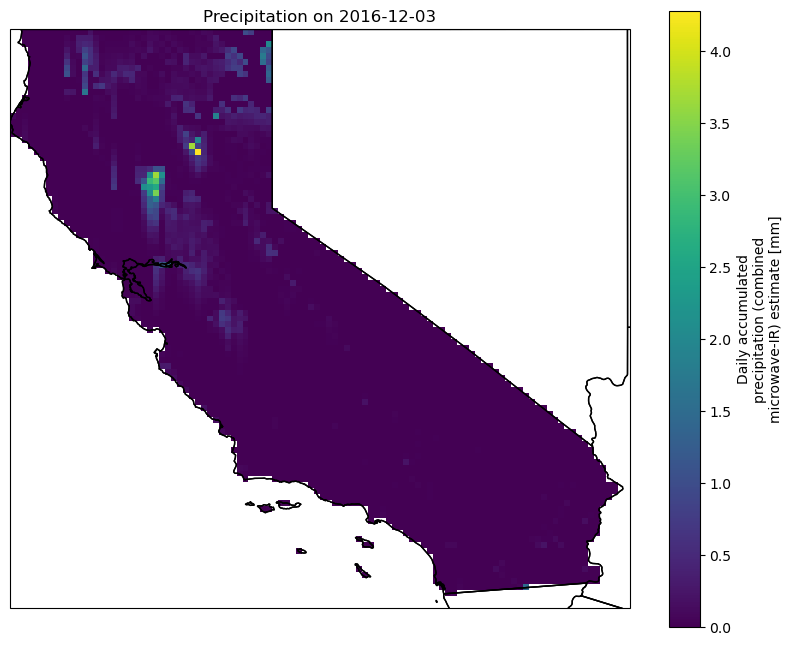 Precipitation on 2016-12-03
4.0
3.5
3.0
2.5
2.0
1.5
1.0
0.5
0.0
Daily accumulated
precipitation (combined
microwave-IR) estimate [mm]